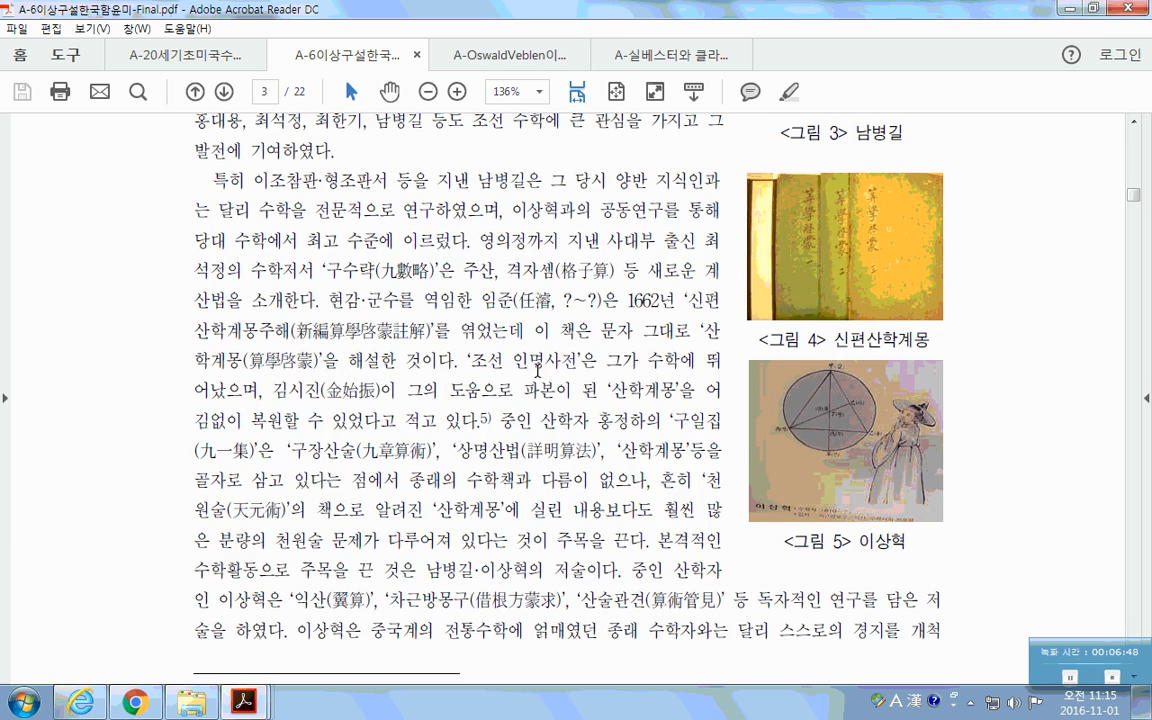 A-6이상구설한국함윤미-Final.pdf - Adobe Acrobat Reader DC
파일 편집 보기(V) 창(W) 도움말(H)
홈 도구 A-20세기초미국수... A-6이상구설한국... × A-OswaldVeblen이... A-실베스터와 클라... 로그인
3 / 22 136%
홍대용, 최석정, 최한기, 남병길 등도 조선 수학에 큰 관심을 가지고 그
발전에 기여하였다.
<그림 3> 남병길
특히 이조참판·형조판서 등을 지낸 남병길은 그 당시 양반 지식인과
는 달리 수학을 전문적으로 연구하였으며, 이상혁과의 공동연구를 통해
당대 수학에서 최고 수준에 이르렀다. 영의정까지 지낸 사대부 출신 최
석정의 수학저서 ‘구수략(九數略)’은 주산, 격자셈(格子算) 등 새로운 계
산법을 소개한다. 현감·군수를 역임한 임준(任濬, ?~?)은 1662년 ‘신편
산학계몽주해(新編算學啓蒙註解)’를 엮었는데 이 책은 문자 그대로 ‘산
학계몽(算學啓蒙)’을 해설한 것이다. ‘조선 인명사전’은 그가 수학에 뛰
어났으며, 김시진(金始振)이 그의 도움으로 파본이 된 ‘산학계몽’을 어
김없이 복원할 수 있었다고 적고 있다.5) 중인 산학자 홍정하의 ‘구일집
(九一集)’은 ‘구장산술(九章算術)’, ‘상명산법(詳明算法)’, ‘산학계몽’등을
골자로 삼고 있다는 점에서 종래의 수학책과 다름이 없으나, 흔히 ‘천
원술(天元術)’의 책으로 알려진 ‘산학계몽’에 실린 내용보다도 훨씬 많
은 분량의 천원술 문제가 다루어져 있다는 것이 주목을 끈다. 본격적인
수학활동으로 주목을 끈 것은 남병길·이상혁의 저술이다. 중인 산학자
인 이상혁은 ‘익산(翼算)’, ‘차근방몽구(借根方蒙求)’, ‘산술관견(算術管見)’ 등 독자적인 연구를 담은 저
술을 하였다. 이상혁은 중국계의 전통수학에 얽매였던 종래 수학자와는 달리 스스로의 경지를 개척
算學啓蒙 一
算學啓蒙 二
算學啓蒙 三
<그림 4> 신편산학계몽
이 상 혁
<그림 5> 이상혁
녹화 시간 : 00:06:48
A 漢
오전 11:15
2016-11-01